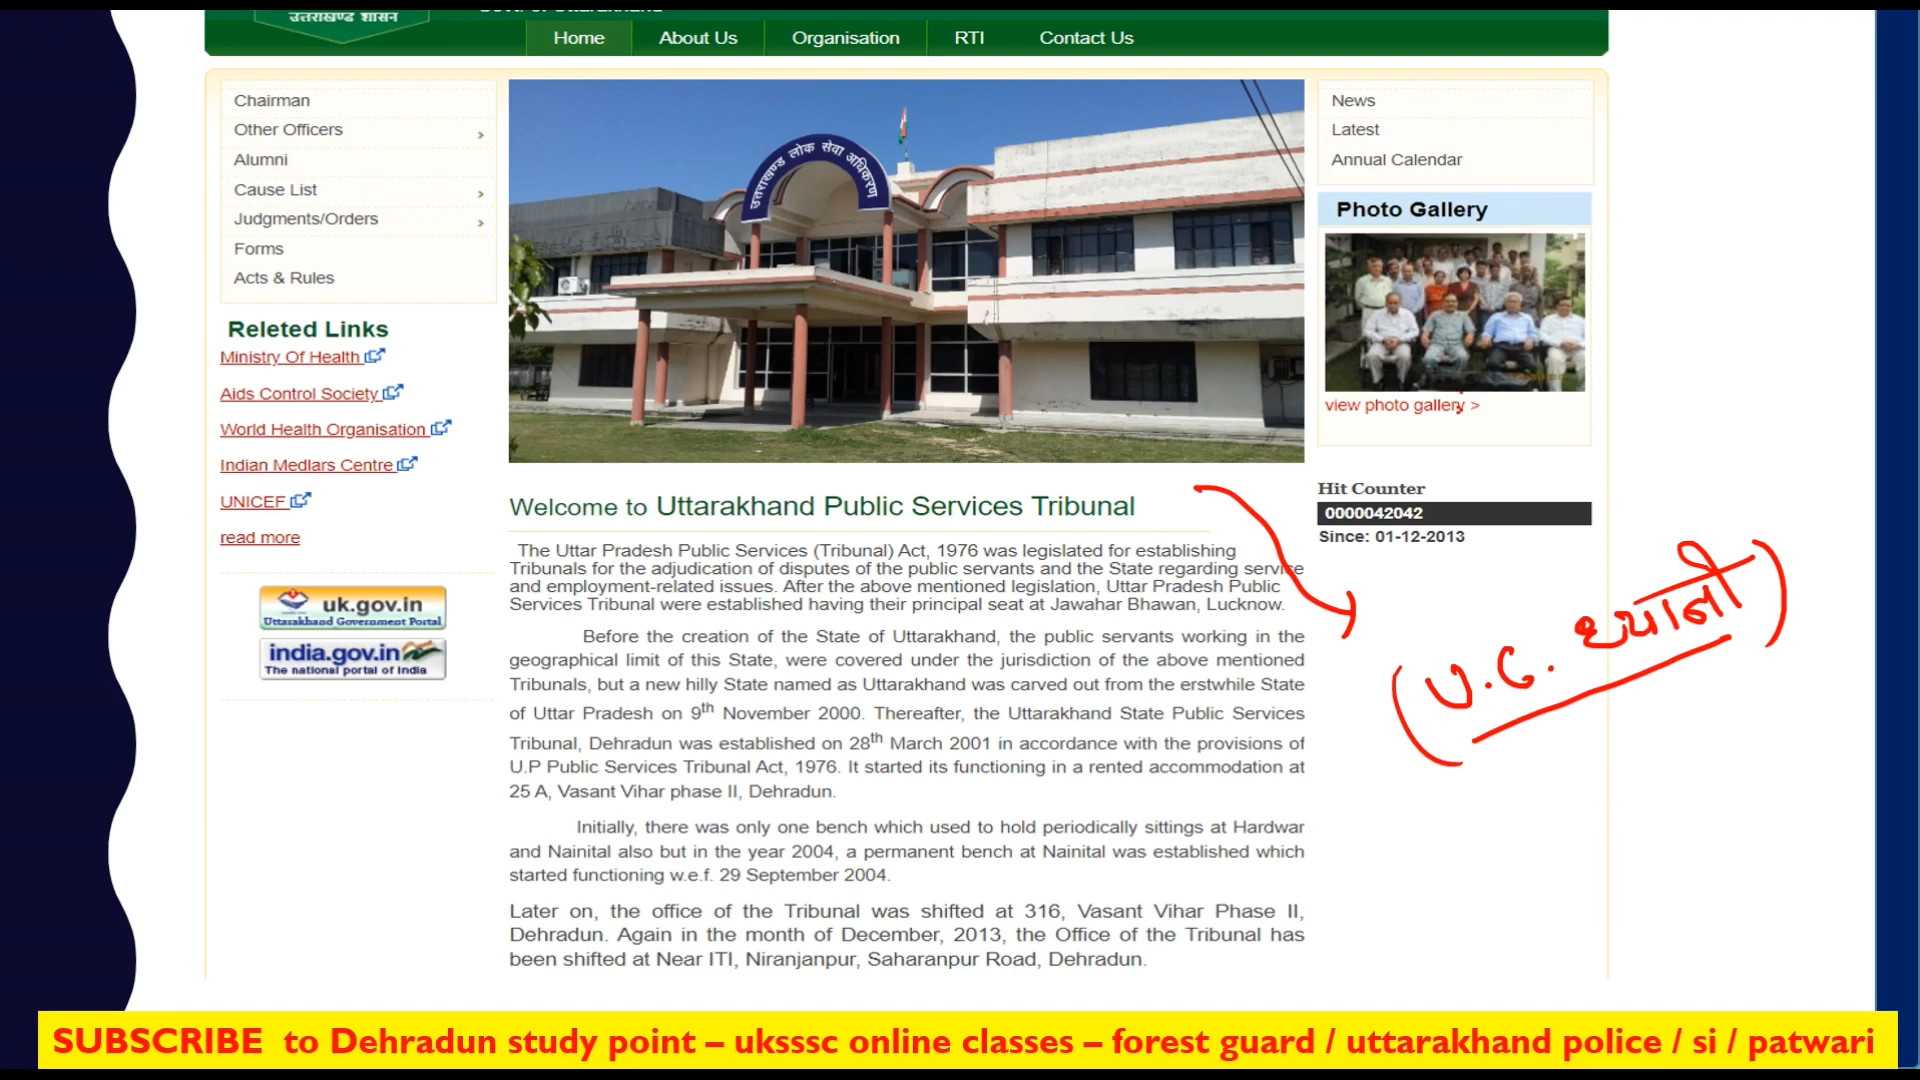 उत्तराखण्ड शासन
Home
About Us
Organisation
RTI
Contact Us
Chairman
Other Officers
Alumni
Cause List
Judgments/Orders
Forms
Acts & Rules
Releted Links
Ministry Of Health
Aids Control Society
World Health Organisation
Indian Medlars Centre
UNICEF
read more
uk.gov.in
Uttarakhand Government Portal
india.gov.in
The national portal of India
उत्तराखण्ड लोक सेवा अधिकरण
Welcome to Uttarakhand Public Services Tribunal
The Uttar Pradesh Public Services (Tribunal) Act, 1976 was legislated for establishing
Tribunals for the adjudication of disputes of the public servants and the State regarding service
and employment-related issues. After the above mentioned legislation, Uttar Pradesh Public
Services Tribunal were established having their principal seat at Jawahar Bhawan, Lucknow.
Before the creation of the State of Uttarakhand, the public servants working in the
geographical limit of this State, were covered under the jurisdiction of the above mentioned
Tribunals, but a new hilly State named as Uttarakhand was carved out from the erstwhile State
of Uttar Pradesh on 9th November 2000. Thereafter, the Uttarakhand State Public Services
Tribunal, Dehradun was established on 28th March 2001 in accordance with the provisions of
U.P Public Services Tribunal Act, 1976. It started its functioning in a rented accommodation at
25 A, Vasant Vihar phase II, Dehradun.
Initially, there was only one bench which used to hold periodically sittings at Hardwar
and Nainital also but in the year 2004, a permanent bench at Nainital was established which
started functioning w.e.f. 29 September 2004.
Later on, the office of the Tribunal was shifted at 316, Vasant Vihar Phase II,
Dehradun. Again in the month of December, 2013, the Office of the Tribunal has
been shifted at Near ITI, Niranjanpur, Saharanpur Road, Dehradun.
News
Latest
Annual Calendar
Photo Gallery
view photo gallery >
Hit Counter
0000042042
Since: 01-12-2013
(U.C. ध्यानी)
SUBSCRIBE to Dehradun study point – uksssc online classes – forest guard / uttarakhand police / si / patwari